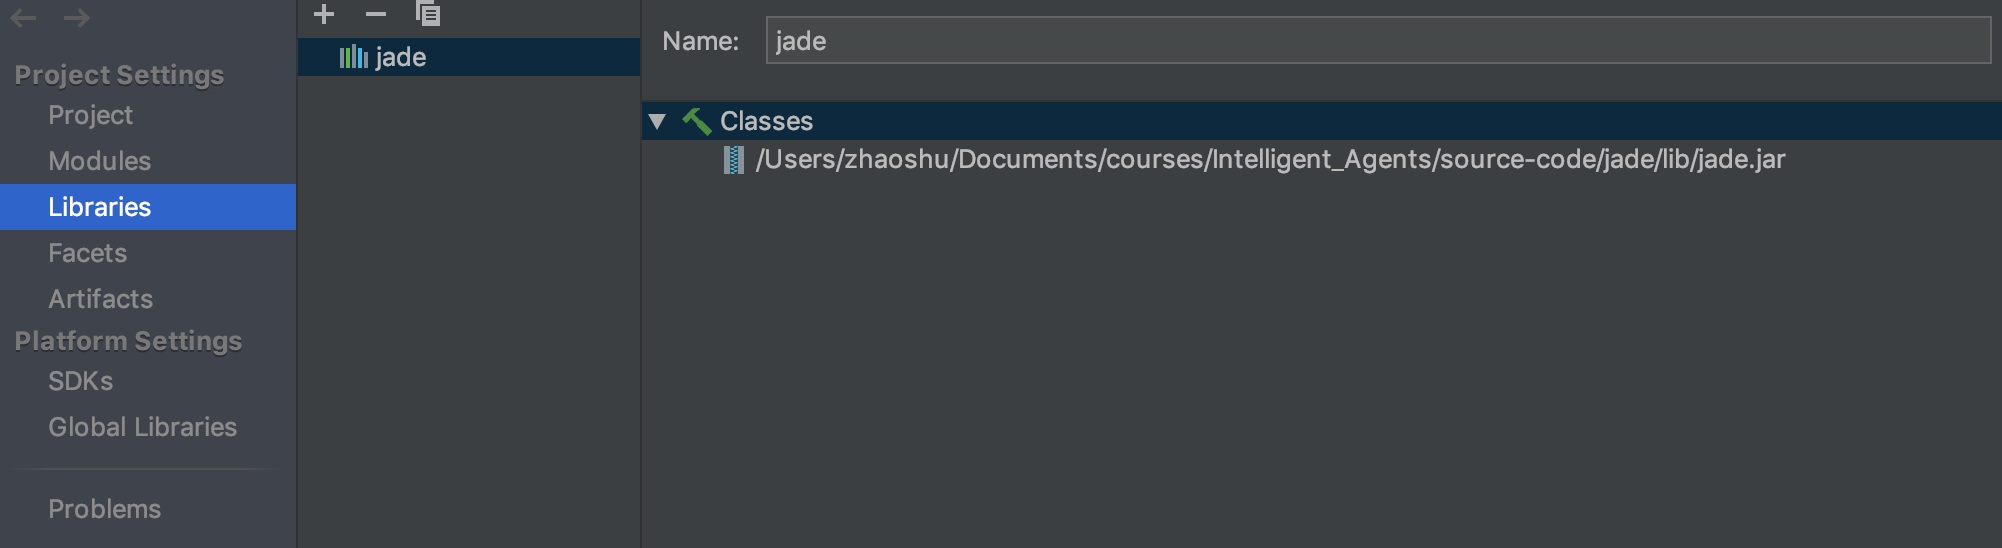 Project Settings
Project
Modules
Libraries
Facets
Artifacts
Platform Settings
SDKs
Global Libraries
Problems
jade
Name: jade
Classes
/Users/zhaoshu/Documents/courses/Intelligent_Agents/source-code/jade/lib/jade.jar